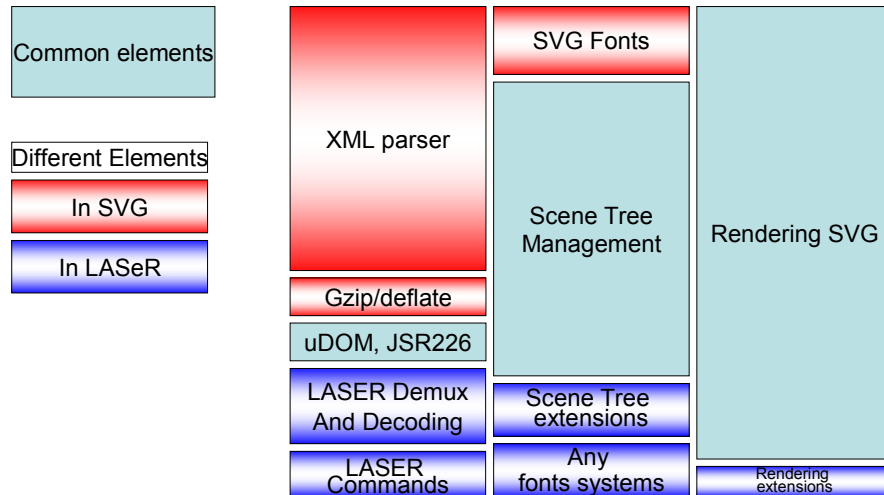 Common elements
Different Elements
In SVG
In LASeR
XML parser
Gzip/deflate
uDOM, JSR226
LASER Demux
And Decoding
LASER
Commands
SVG Fonts
Scene Tree
Management
Scene Tree
extensions
Any
fonts systems
Rendering SVG
Rendering
extensions